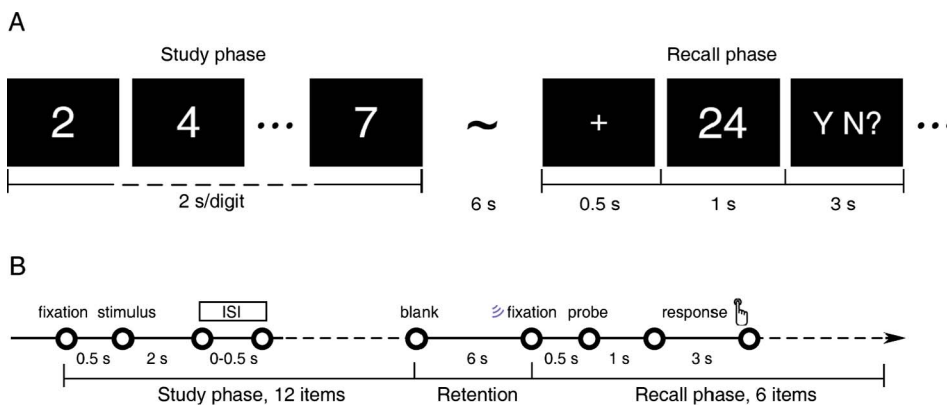 A
Study phase Recall phase
2 4 ... 7 ~ + 24 Y N? ...
2 s/digit 6 s 0.5 s 1 s 3 s
B
fixation stimulus ISI blank fixation probe response
0.5 s 2 s 0-0.5 s 6 s 0.5 s 1 s 3 s
Study phase, 12 items Retention Recall phase, 6 items